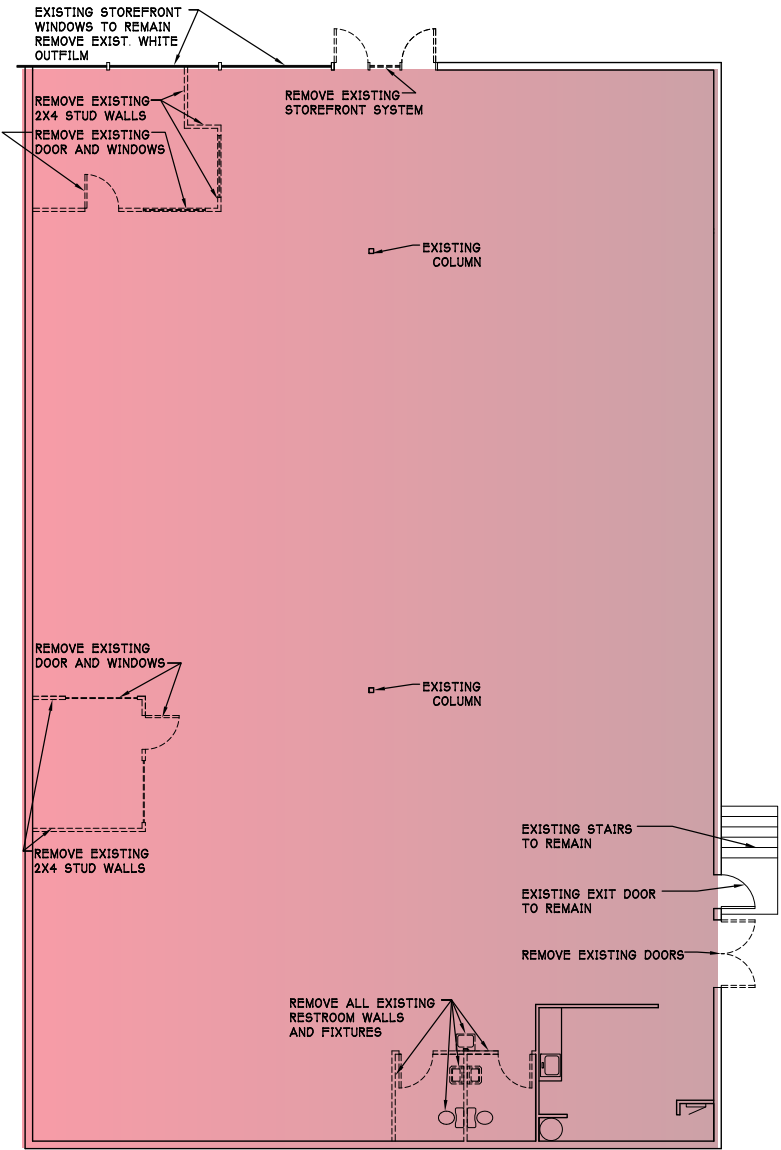 EXISTING STOREFRONT
WINDOWS TO REMAIN
REMOVE EXIST. WHITE
OUTFILM
REMOVE EXISTING
STOREFRONT SYSTEM
REMOVE EXISTING
2X4 STUD WALLS
REMOVE EXISTING
DOOR AND WINDOWS
EXISTING
COLUMN
REMOVE EXISTING
DOOR AND WINDOWS
EXISTING
COLUMN
EXISTING STAIRS
TO REMAIN
REMOVE EXISTING
2X4 STUD WALLS
EXISTING EXIT DOOR
TO REMAIN
REMOVE EXISTING DOORS
REMOVE ALL EXISTING
RESTROOM WALLS
AND FIXTURES